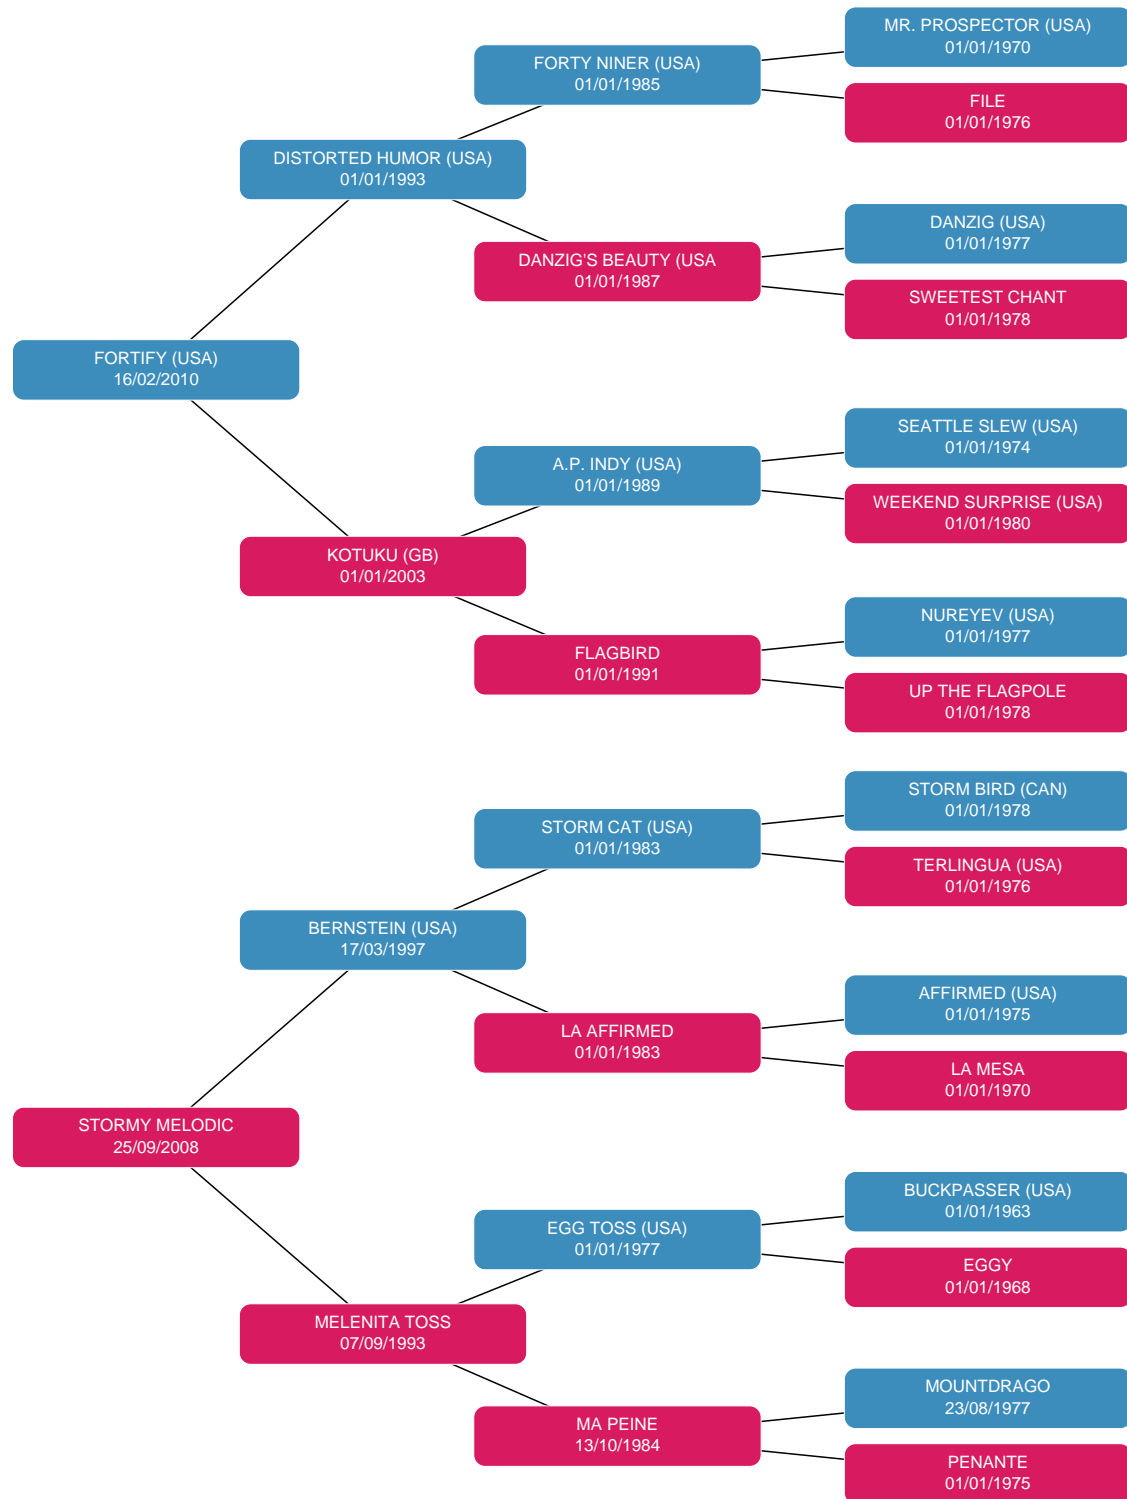 MR. PROSPECTOR (USA)
01/01/1970
FORTY NINER (USA)
01/01/1985
FILE
01/01/1976
DISTORTED HUMOR (USA)
01/01/1993
DANZIG (USA)
01/01/1977
DANZIG'S BEAUTY (USA
01/01/1987
SWEETEST CHANT
01/01/1978
FORTIFY (USA)
16/02/2010
SEATTLE SLEW (USA)
01/01/1974
A.P. INDY (USA)
01/01/1989
WEEKEND SURPRISE (USA)
01/01/1980
KOTUKU (GB)
01/01/2003
NUREYEV (USA)
01/01/1977
FLAGBIRD
01/01/1991
UP THE FLAGPOLE
01/01/1978
STORM BIRD (CAN)
01/01/1978
STORM CAT (USA)
01/01/1983
TERLINGUA (USA)
01/01/1976
BERNSTEIN (USA)
17/03/1997
AFFIRMED (USA)
01/01/1975
LA AFFIRMED
01/01/1983
LA MESA
01/01/1970
STORMY MELODIC
25/09/2008
BUCKPASSER (USA)
01/01/1963
EGG TOSS (USA)
01/01/1977
EGGY
01/01/1968
MELENITA TOSS
07/09/1993
MOUNTDRAGO
23/08/1977
MA PEINE
13/10/1984
PENANTE
01/01/1975